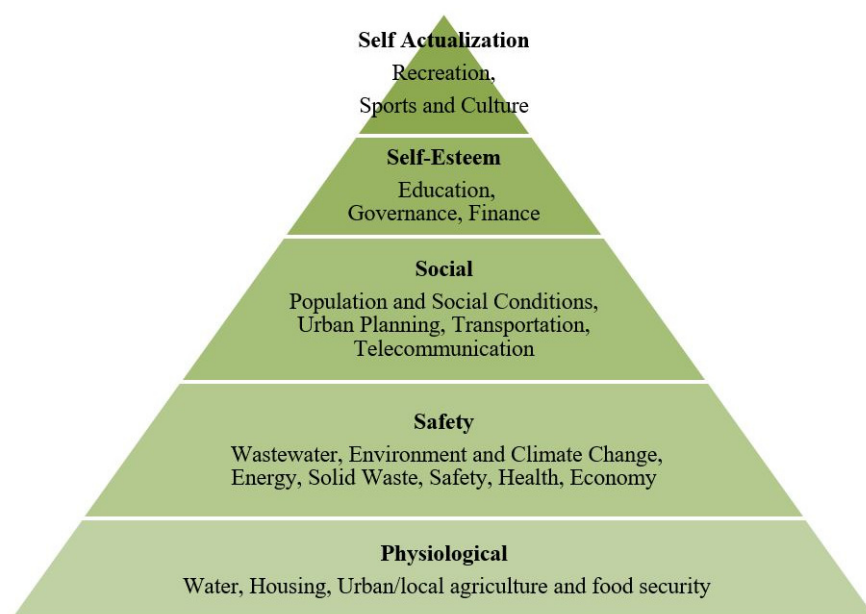 Self Actualization
Recreation,
Sports and Culture
Self-Esteem
Education,
Governance, Finance
Social
Population and Social Conditions,
Urban Planning, Transportation,
Telecommunication
Safety
Wastewater, Environment and Climate Change,
Energy, Solid Waste, Safety, Health, Economy
Physiological
Water, Housing, Urban/local agriculture and food security